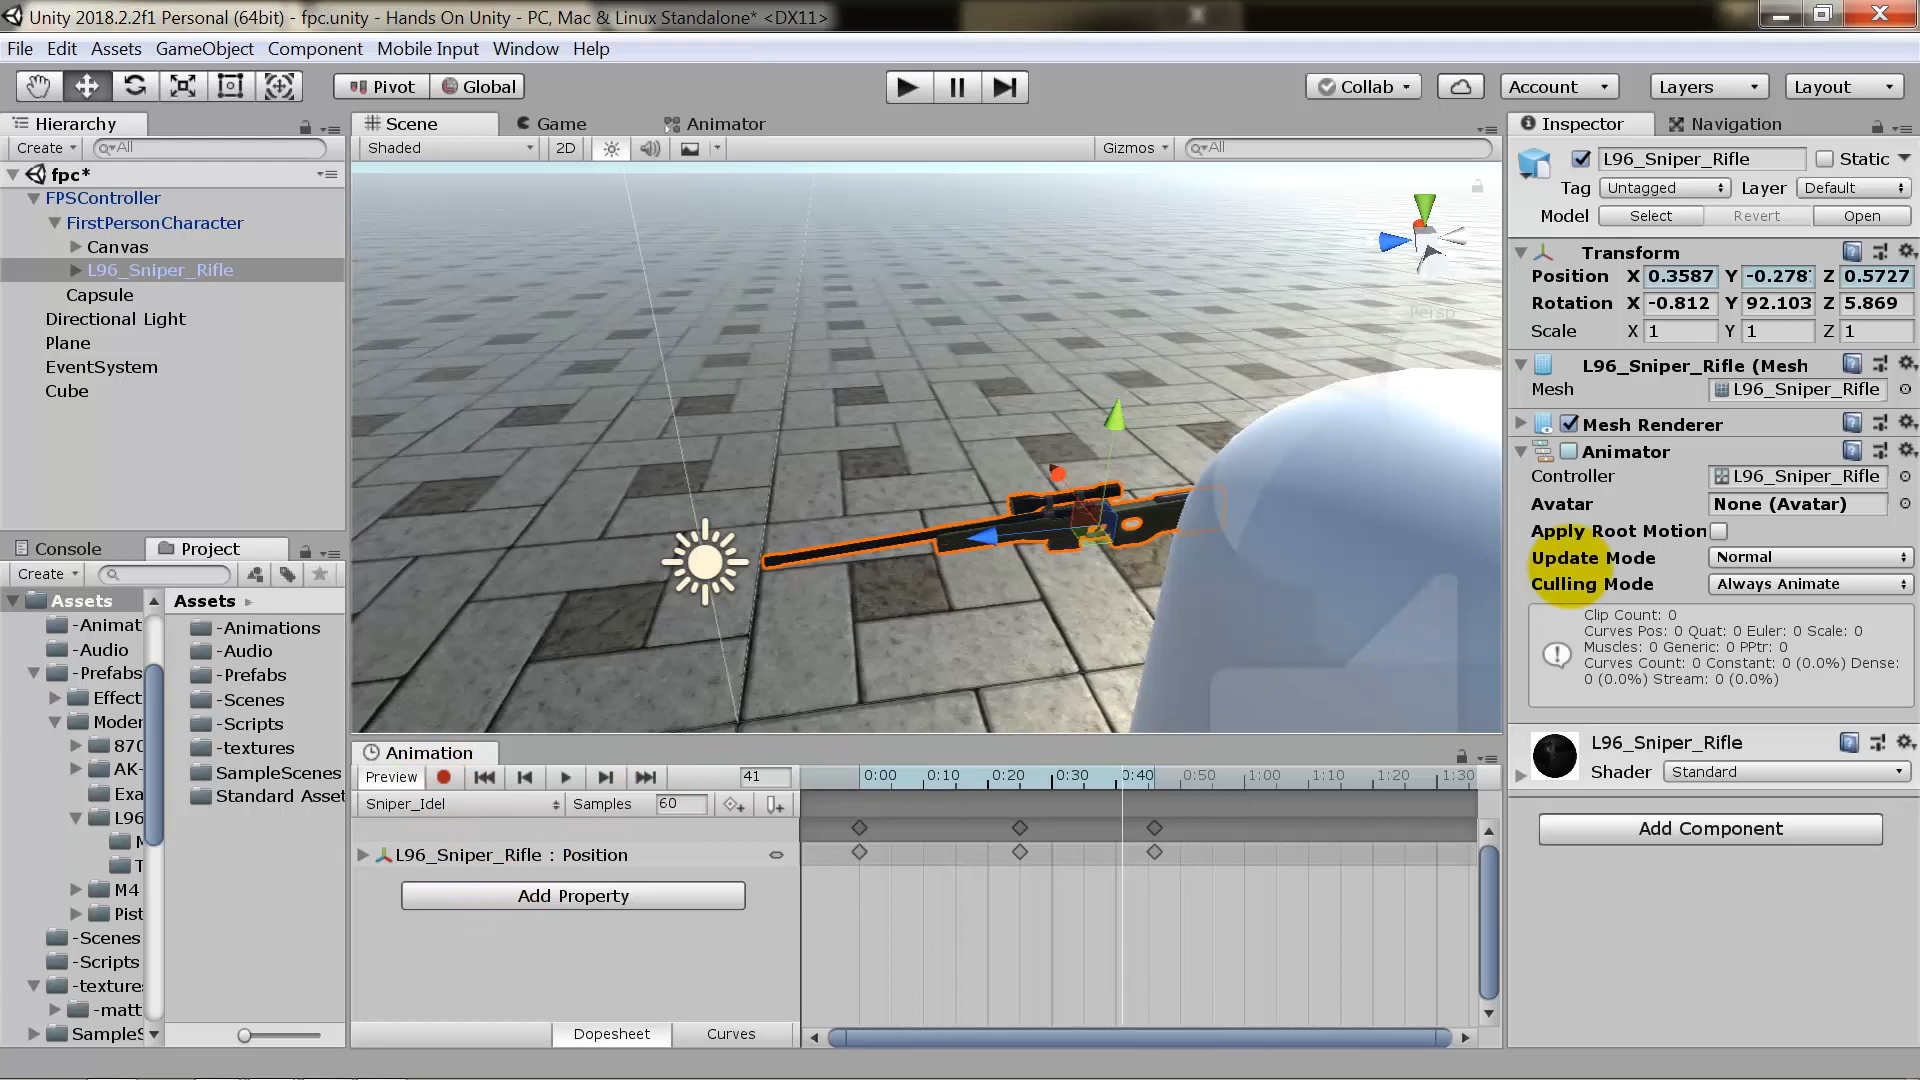 Unity 2018.2.2f1 Personal (64bit) - fpc.unity - Hands On Unity - PC, Mac & Linux Standalone* <DX11>
File Edit Assets GameObject Component Mobile Input Window Help
Pivot Global Collab Account Layers Layout
Hierarchy
Create All
fpc*
FPSController
FirstPersonCharacter
Canvas
L96_Sniper_Rifle
Capsule
Directional Light
Plane
EventSystem
Cube
Scene Game Animator
Shaded 2D Gizmos All
Persp
Console Project
Create
Assets
-Animat
-Audio
-Prefabs
Effect
Moder
870
AK-
Exa
L96
M
T
M4
Pist
-Scenes
-Scripts
-texture
-matt
SampleS
Assets
-Animations
-Audio
-Prefabs
-Scenes
-Scripts
-textures
SampleScenes
Standard Asset
Animation
Preview 41
0:00 0:10 0:20 0:30 0:40 0:50 1:00 1:10 1:20 1:30
Sniper_Idel Samples 60
L96_Sniper_Rifle : Position
Add Property
Dopesheet Curves
Inspector Navigation
L96_Sniper_Rifle Static
Tag Untagged Layer Default
Model Select Revert Open
Transform
Position X 0.3587 Y -0.278 Z 0.5727
Rotation X -0.812 Y 92.103 Z 5.869
Scale X 1 Y 1 Z 1
L96_Sniper_Rifle (Mesh
Mesh L96_Sniper_Rifle
Mesh Renderer
Animator
Controller L96_Sniper_Rifle
Avatar None (Avatar)
Apply Root Motion
Update Mode Normal
Culling Mode Always Animate
Clip Count: 0
Curves Pos: 0 Quat: 0 Euler: 0 Scale: 0
Muscles: 0 Generic: 0 PPtr: 0
Curves Count: 0 Constant: 0 (0.0%) Dense:
0 (0.0%) Stream: 0 (0.0%)
L96_Sniper_Rifle
Shader Standard
Add Component